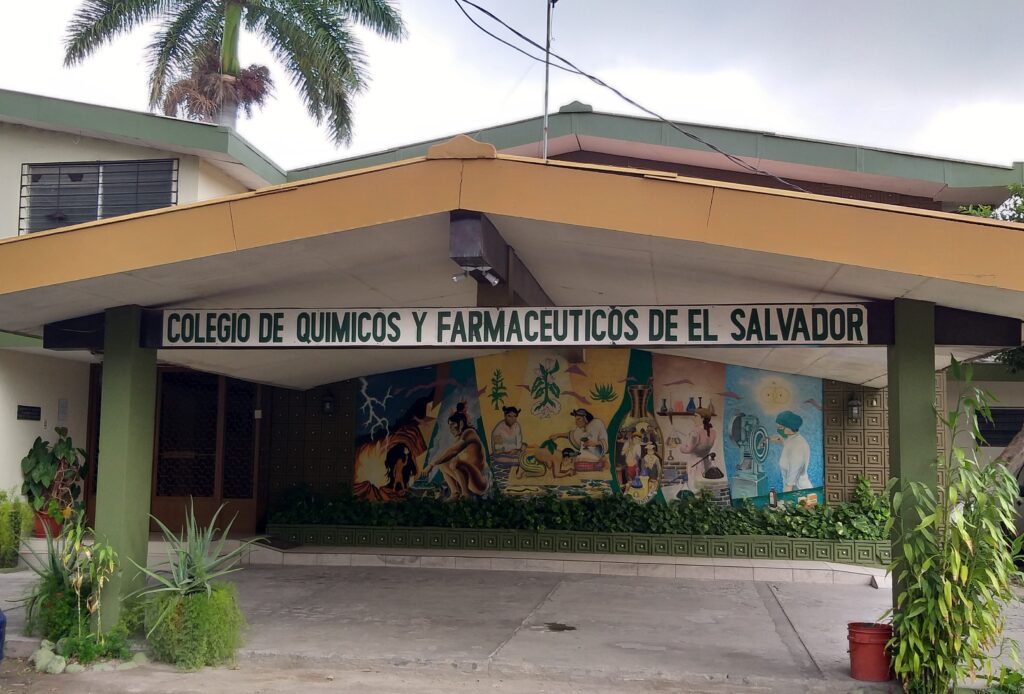 COLEGIO DE QUIMICOS Y FARMACEUTICOS DE EL SALVADOR